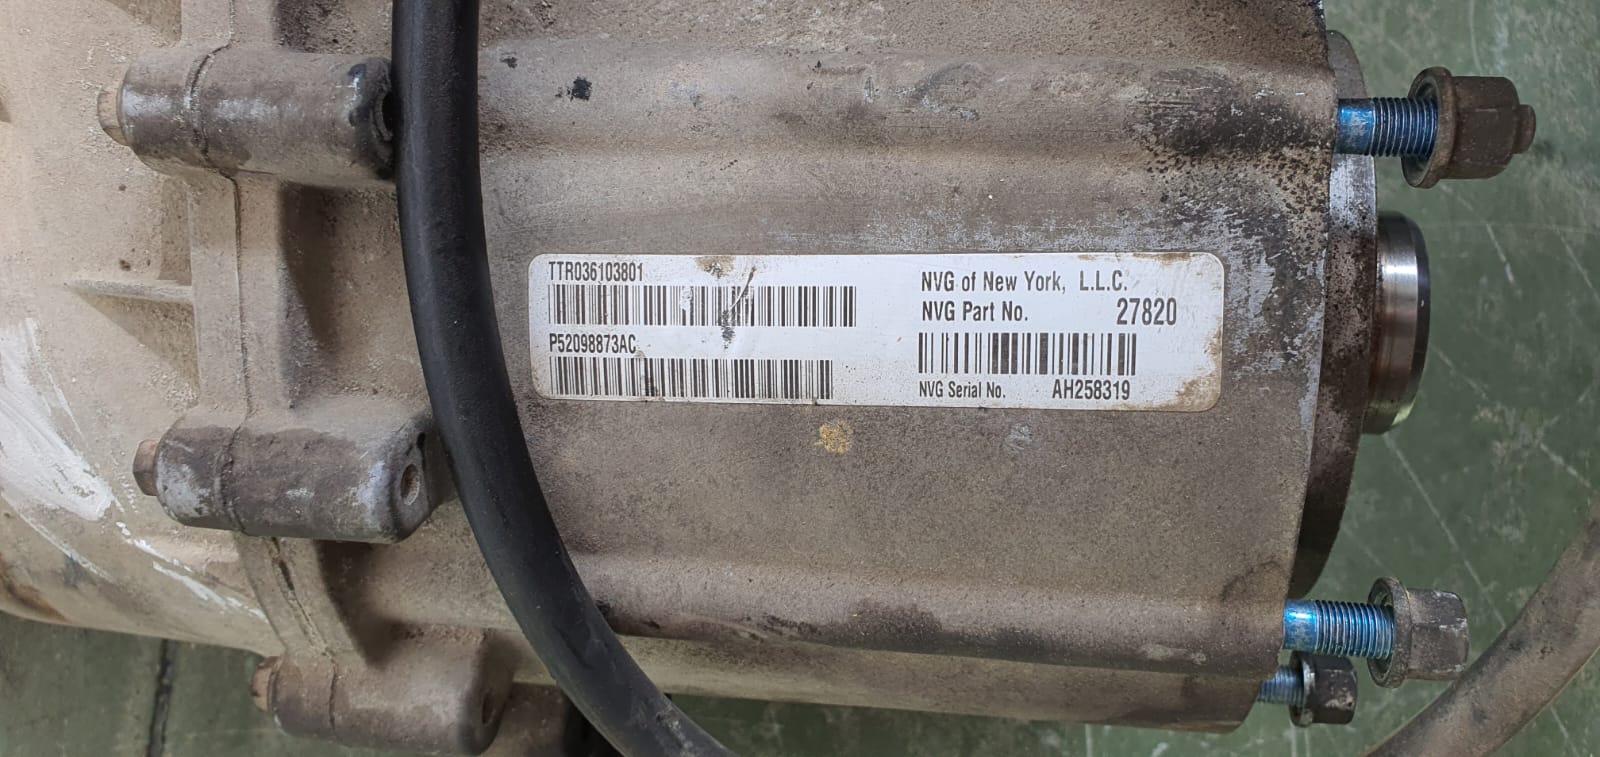 TTR036103801
P52098873AC
NVG of New York, L.L.C.
NVG Part No. 27820
NVG Serial No. AH258319